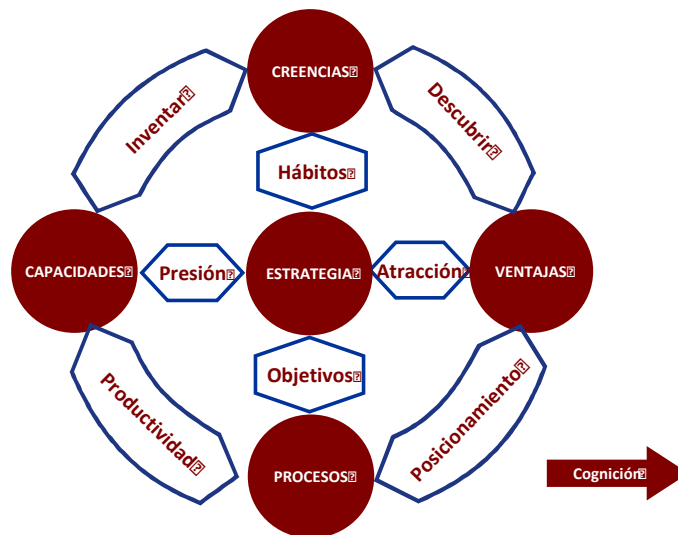 CREENCIAS
Inventar
Descubrir
Hábitos
CAPACIDADES
Presión
ESTRATEGIA
Atracción
VENTAJAS
Productividad
Objetivos
Posicionamiento
PROCESOS
Cognición